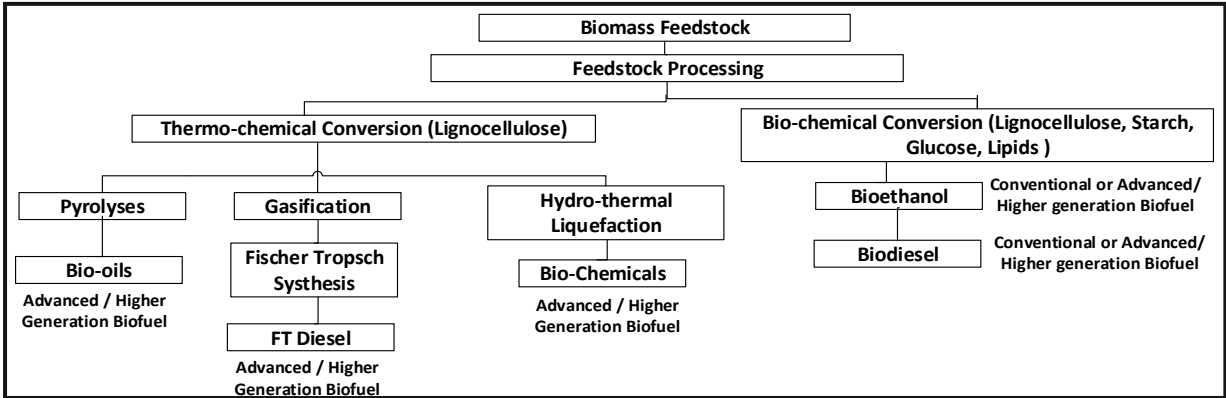 Biomass Feedstock
Feedstock Processing
Thermo-chemical Conversion (Lignocellulose)
Bio-chemical Conversion (Lignocellulose, Starch,
Glucose, Lipids )
Pyrolyses
Gasification
Hydro-thermal
Liquefaction
Bioethanol
Conventional or Advanced/
Higher generation Biofuel
Bio-oils
Advanced / Higher
Generation Biofuel
Fischer Tropsch
Systhesis
FT Diesel
Advanced / Higher
Generation Biofuel
Bio-Chemicals
Advanced / Higher
Generation Biofuel
Biodiesel
Conventional or Advanced/
Higher generation Biofuel